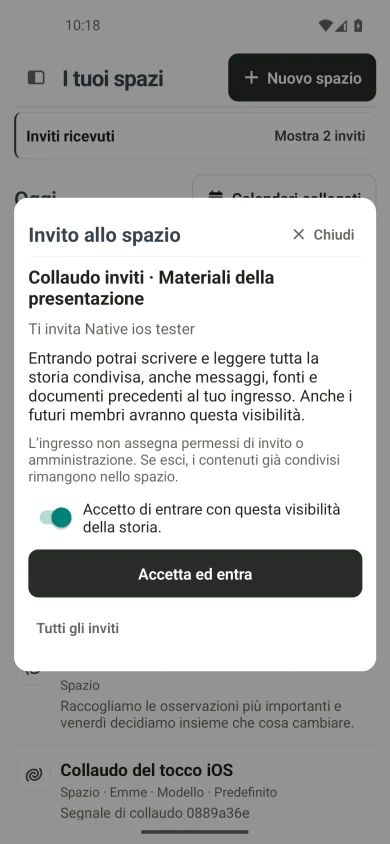 10:18
I tuoi spazi
Nuovo spazio
Inviti ricevuti
Mostra 2 inviti
Oggi
Calendari collegati
Invito allo spazio
Chiudi
Collaudo inviti · Materiali della
presentazione
Ti invita Native ios tester
Entrando potrai scrivere e leggere tutta la
storia condivisa, anche messaggi, fonti e
documenti precedenti al tuo ingresso. Anche i
futuri membri avranno questa visibilità.
L'ingresso non assegna permessi di invito o
amministrazione. Se esci, i contenuti già condivisi
rimangono nello spazio.
Accetto di entrare con questa visibilità
della storia.
Accetta ed entra
Tutti gli inviti
Spazio
Raccogliamo le osservazioni più importanti e
venerdì decidiamo insieme che cosa cambiare.
Collaudo del tocco iOS
Spazio · Emme · Modello · Predefinito
Segnale di collaudo 0889a36e